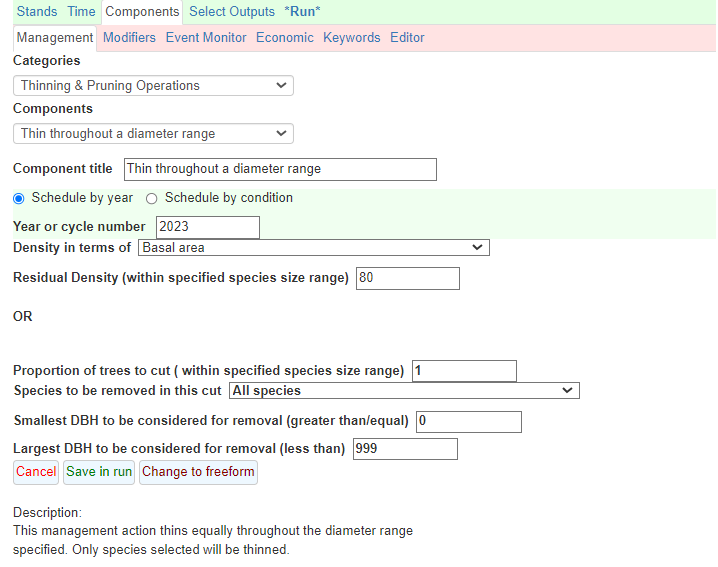 Stands Time Components Select Outputs *Run*
Management Modifiers Event Monitor Economic Keywords Editor
Categories
Thinning & Pruning Operations
Components
Thin throughout a diameter range
Component title Thin throughout a diameter range
Schedule by year Schedule by condition
Year or cycle number 2023
Density in terms of Basal area
Residual Density (within specified species size range) 80
OR
Proportion of trees to cut ( within specified species size range) 1
Species to be removed in this cut All species
Smallest DBH to be considered for removal (greater than/equal) 0
Largest DBH to be considered for removal (less than) 999
Cancel Save in run Change to freeform
Description:
This management action thins equally throughout the diameter range
specified. Only species selected will be thinned.